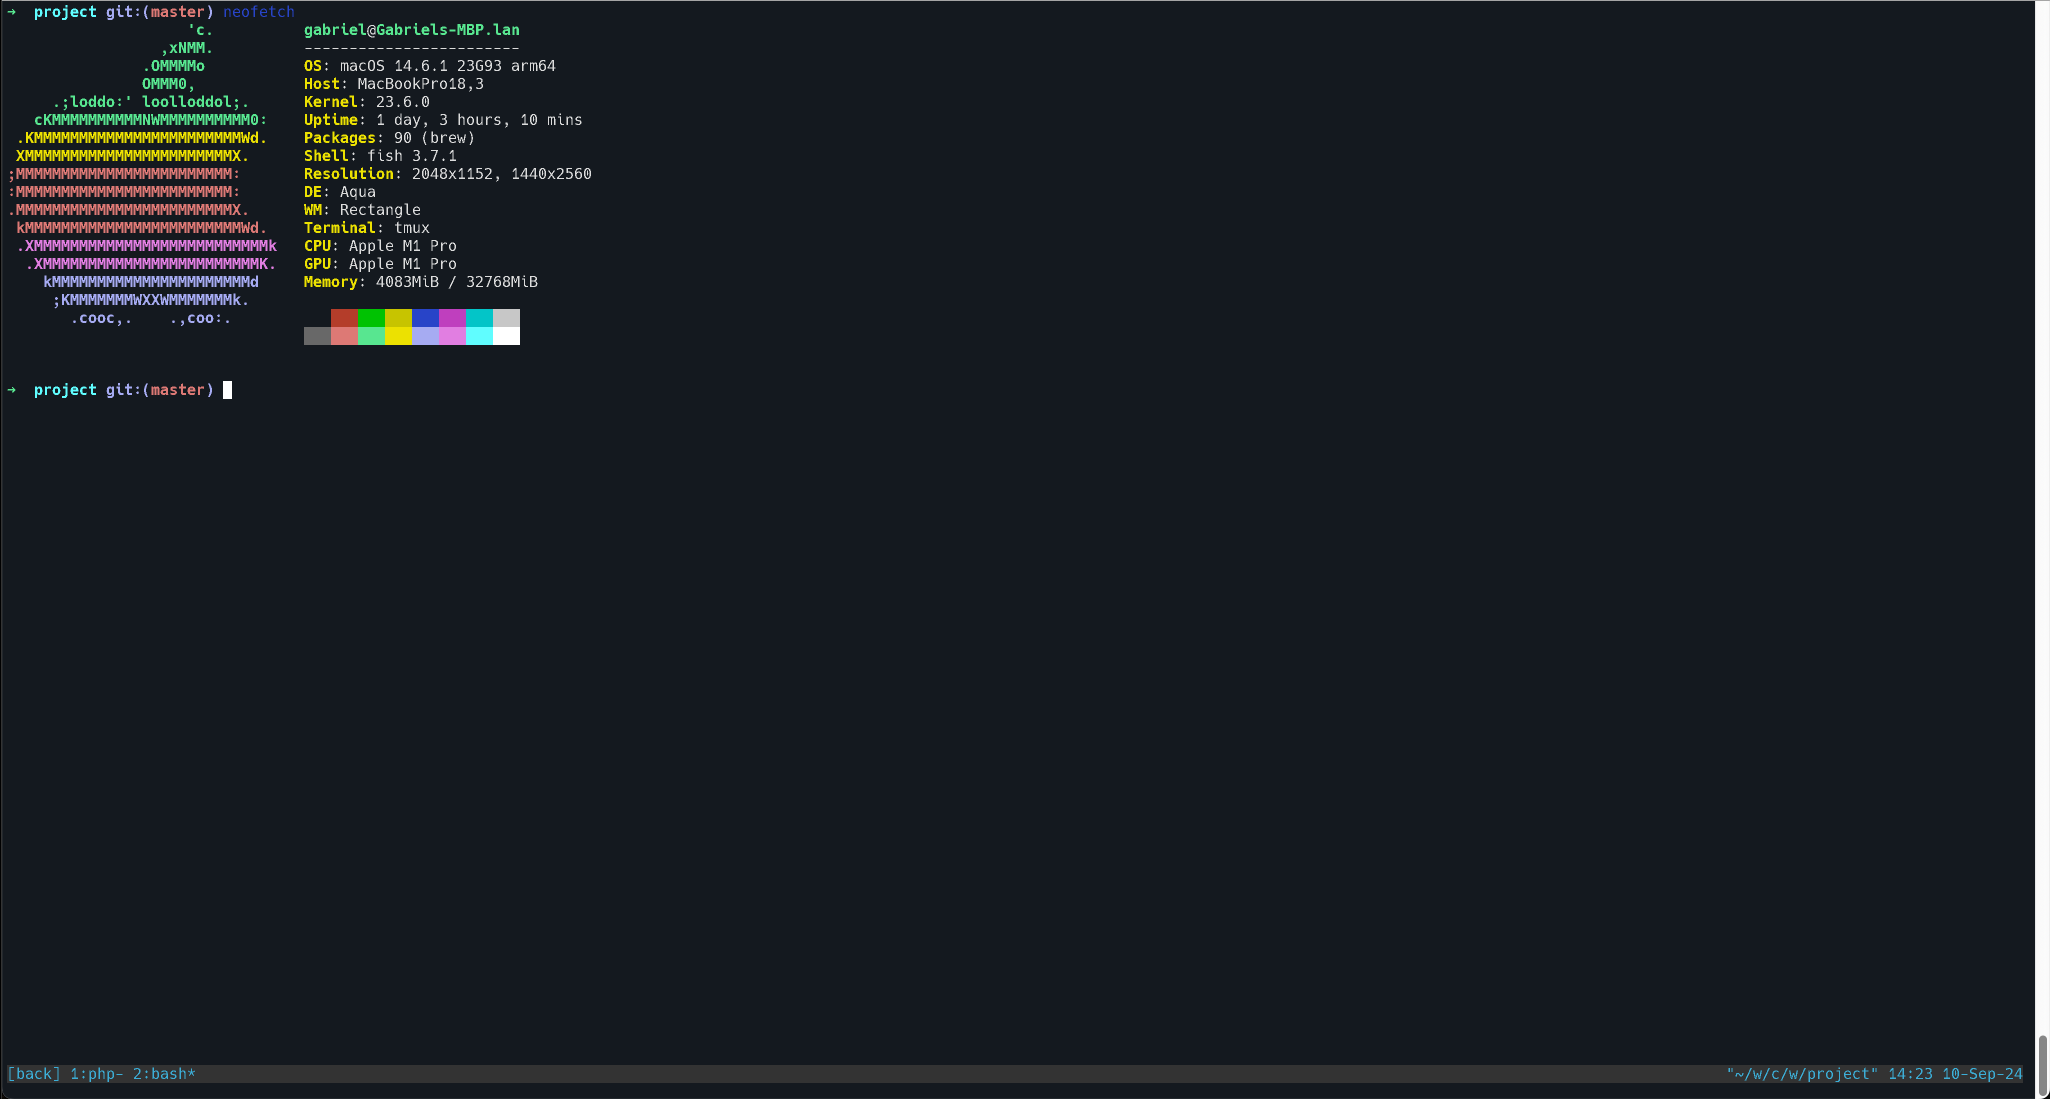 →  project git:(master) neofetch
                    'c.          gabriel@Gabriels-MBP.lan
                 ,xNMM.          ------------------------
               .OMMMMo           OS: macOS 14.6.1 23G93 arm64
               OMMM0,            Host: MacBookPro18,3
     .;loddo:' loolloddol;.      Kernel: 23.6.0
   cKMMMMMMMMMMNWMMMMMMMMMM0:    Uptime: 1 day, 3 hours, 10 mins
 .KMMMMMMMMMMMMMMMMMMMMMMMWd.    Packages: 90 (brew)
 XMMMMMMMMMMMMMMMMMMMMMMMX.      Shell: fish 3.7.1
;MMMMMMMMMMMMMMMMMMMMMMMM:       Resolution: 2048x1152, 1440x2560
:MMMMMMMMMMMMMMMMMMMMMMMM:       DE: Aqua
.MMMMMMMMMMMMMMMMMMMMMMMMX.      WM: Rectangle
 kMMMMMMMMMMMMMMMMMMMMMMMMWd.    Terminal: tmux
 .XMMMMMMMMMMMMMMMMMMMMMMMMMMk   CPU: Apple M1 Pro
  .XMMMMMMMMMMMMMMMMMMMMMMMMK.   GPU: Apple M1 Pro
    kMMMMMMMMMMMMMMMMMMMMMMd     Memory: 4083MiB / 32768MiB
     ;KMMMMMMMWXXWMMMMMMMk.
       .cooc,.    .,coo:.
→  project git:(master)
[back] 1:php- 2:bash*  "~/w/c/w/project" 14:23 10-Sep-24